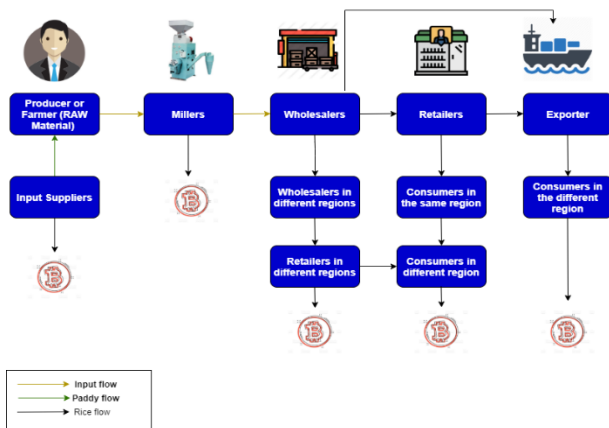 Producer or
Farmer (RAW
Material)
Millers
Wholesalers
Retailers
Exporter
Input Suppliers
Wholesalers in
different regions
Consumers in
the same region
Consumers in
the different
region
Retailers in
different regions
Consumers in
different region
Input flow
Paddy flow
Rice flow